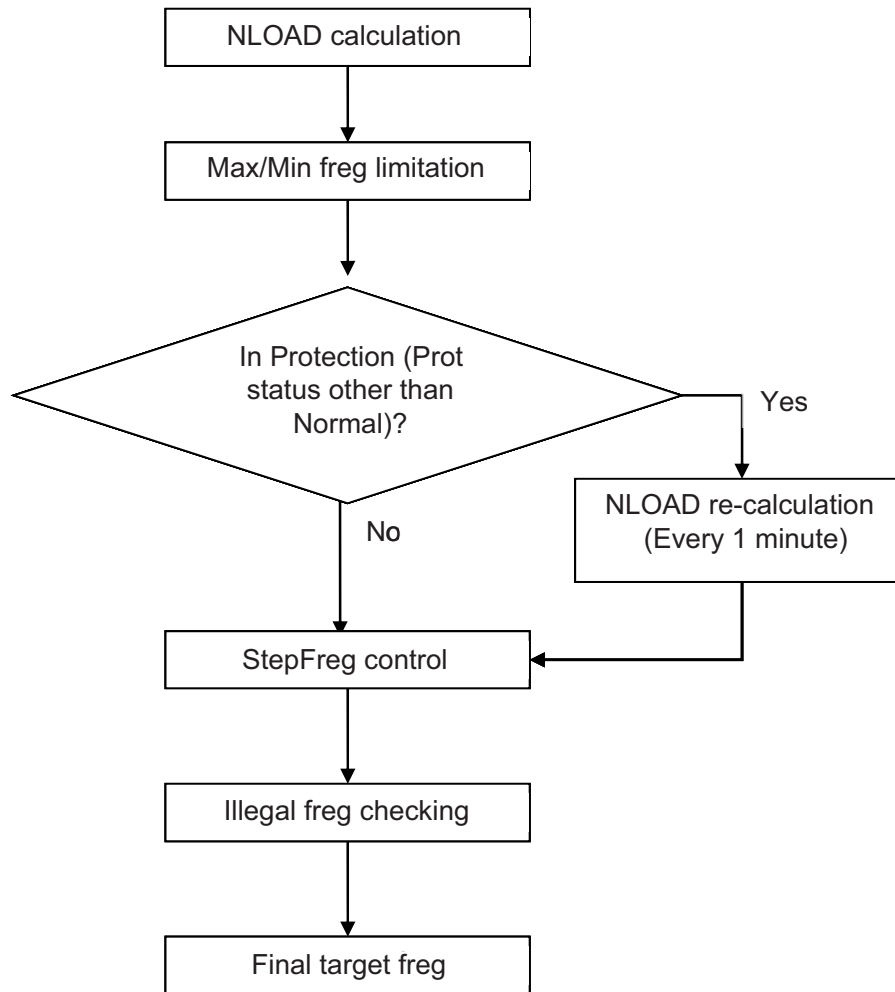 NLOAD calculation
Max/Min freg limitation
In Protection (Prot
status other than
Normal)?
Yes
NLOAD re-calculation
(Every 1 minute)
No
StepFreg control
Illegal freg checking
Final target freg